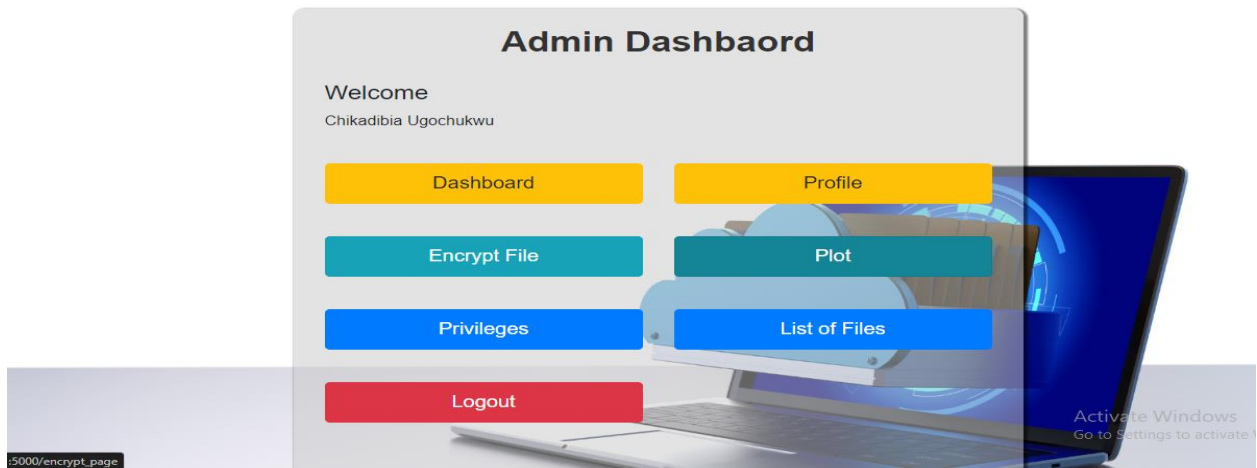 Admin Dashbaord
Welcome
Chikadibia Ugochukwu
Dashboard Profile
Encrypt File Plot
Privileges List of Files
Logout
Activate Windows
Go to Settings to activate W
:5000/encrypt_page